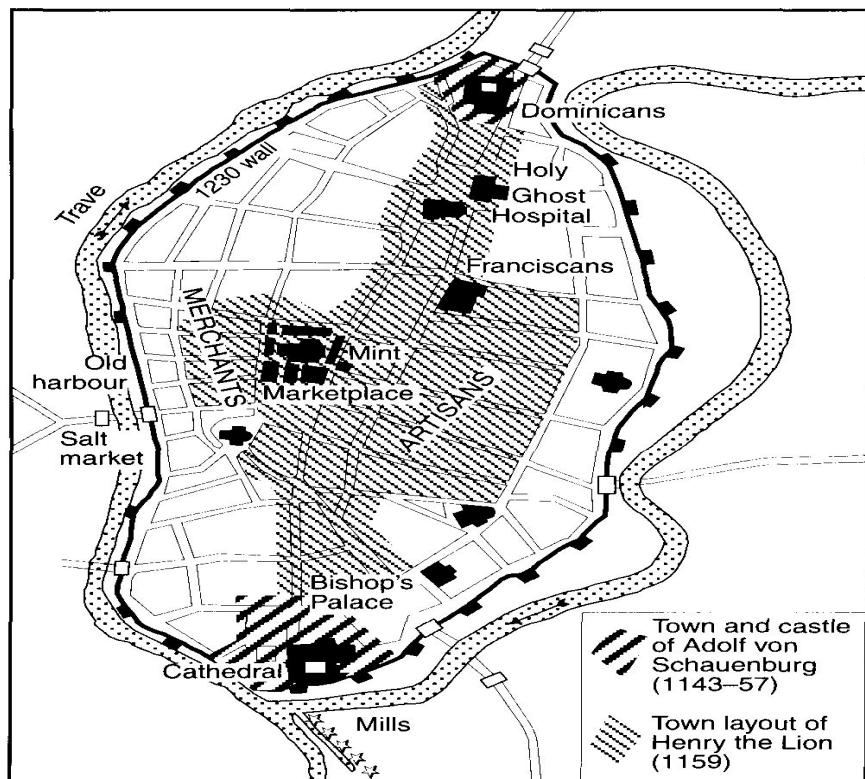 Dominicans
Holy
Ghost
Hospital
1230 wall
Trave
Franciscans
MERCHANTS
Mint
Old
harbour
Marketplace
ARTISANS
Salt
market
Bishop's
Palace
Cathedral
Mills
Town and castle
of Adolf von
Schauenburg
(1143–57)
Town layout of
Henry the Lion
(1159)